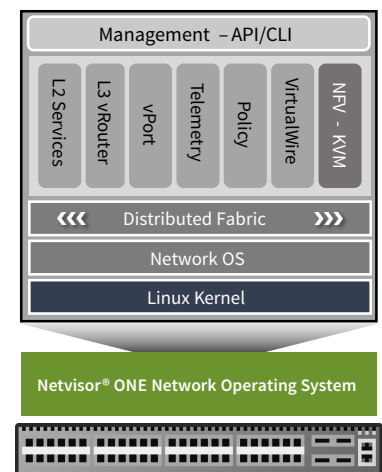 Management – API/CLI
L2 Services
L3 vRouter
vPort
Telemetry
Policy
VirtualWire
NFV - KVM
Distributed Fabric
Network OS
Linux Kernel
Netvisor® ONE Network Operating System